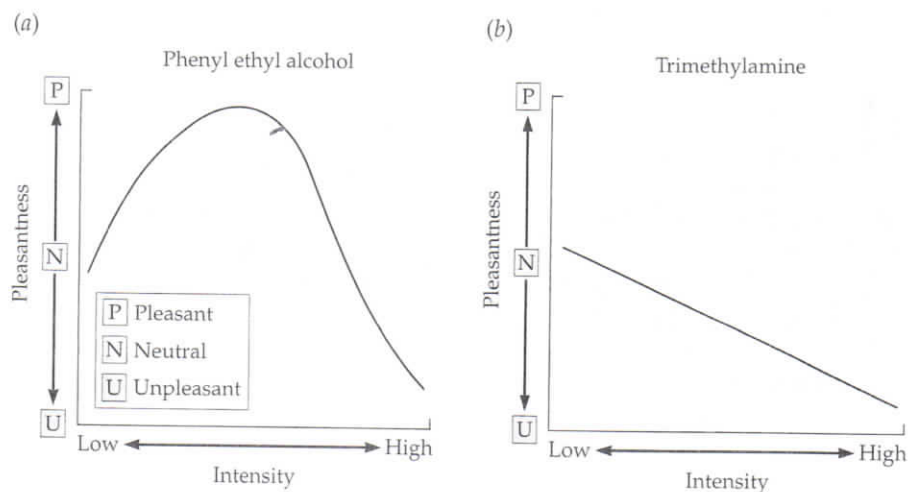 (a)
Phenyl ethyl alcohol
P
N
U
Pleasantness
P Pleasant
N Neutral
U Unpleasant
Low
High
Intensity
(b)
Trimethylamine
P
N
U
Pleasantness
Low
High
Intensity